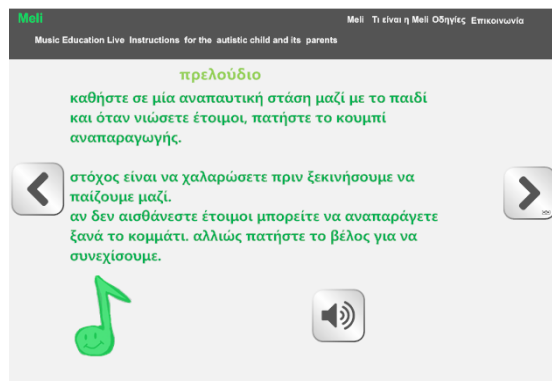 Meli
Meli Τι είναι η Meli Οδηγίες Επικοινωνία
Music Education Live Instructions for the autistic child and its parents
πρελούδιο
καθήστε σε μία αναπαυτική στάση μαζί με το παιδί
και όταν νιώσετε έτοιμοι, πατήστε το κουμπί
αναπαραγωγής.
στόχος είναι να χαλαρώσετε πριν ξεκινήσουμε να
παίζουμε μαζί.
αν δεν αισθάνεστε έτοιμοι μπορείτε να αναπαράγετε
ξανά το κομμάτι. αλλιώς πατήστε το βέλος για να
συνεχίσουμε.